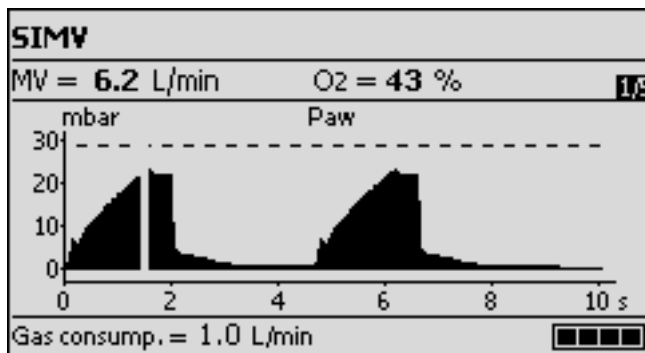 SIMV
MV = 6.2 L/min O2 = 43 %
mbar Paw
30
20
10
0
0 2 4 6 8 10 s
Gas consump. = 1.0 L/min